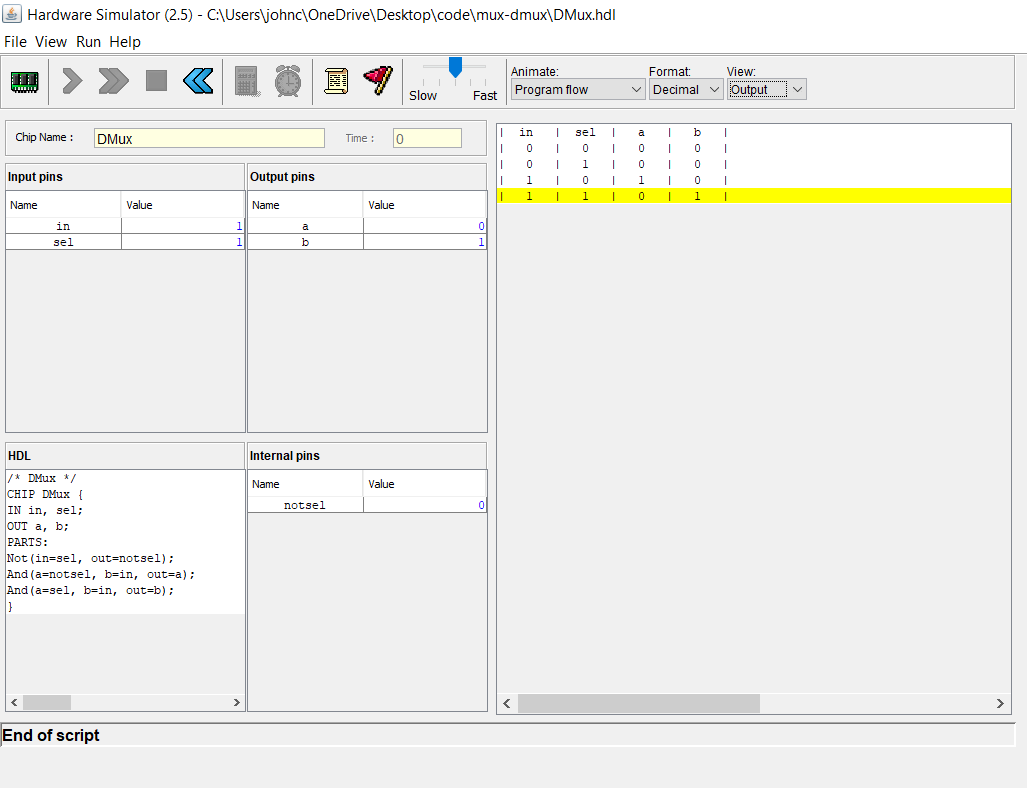 Hardware Simulator (2.5) - C:\Users\johnc\OneDrive\Desktop\code\mux-dmux\DMux.hdl
File View Run Help
Slow Fast
Animate: Format: View:
Program flow Decimal Output
Chip Name : DMux Time : 0
Input pins
Name Value
in 1
sel 1
Output pins
Name Value
a 0
b 1
HDL
/* DMux */
CHIP DMux {
IN in, sel;
OUT a, b;
PARTS:
Not(in=sel, out=notsel);
And(a=notsel, b=in, out=a);
And(a=sel, b=in, out=b);
}
Internal pins
Name Value
notsel 0
| in | sel | a | b |
| 0 | 0 | 0 | 0 |
| 0 | 1 | 0 | 0 |
| 1 | 0 | 1 | 0 |
| 1 | 1 | 0 | 1 |
End of script